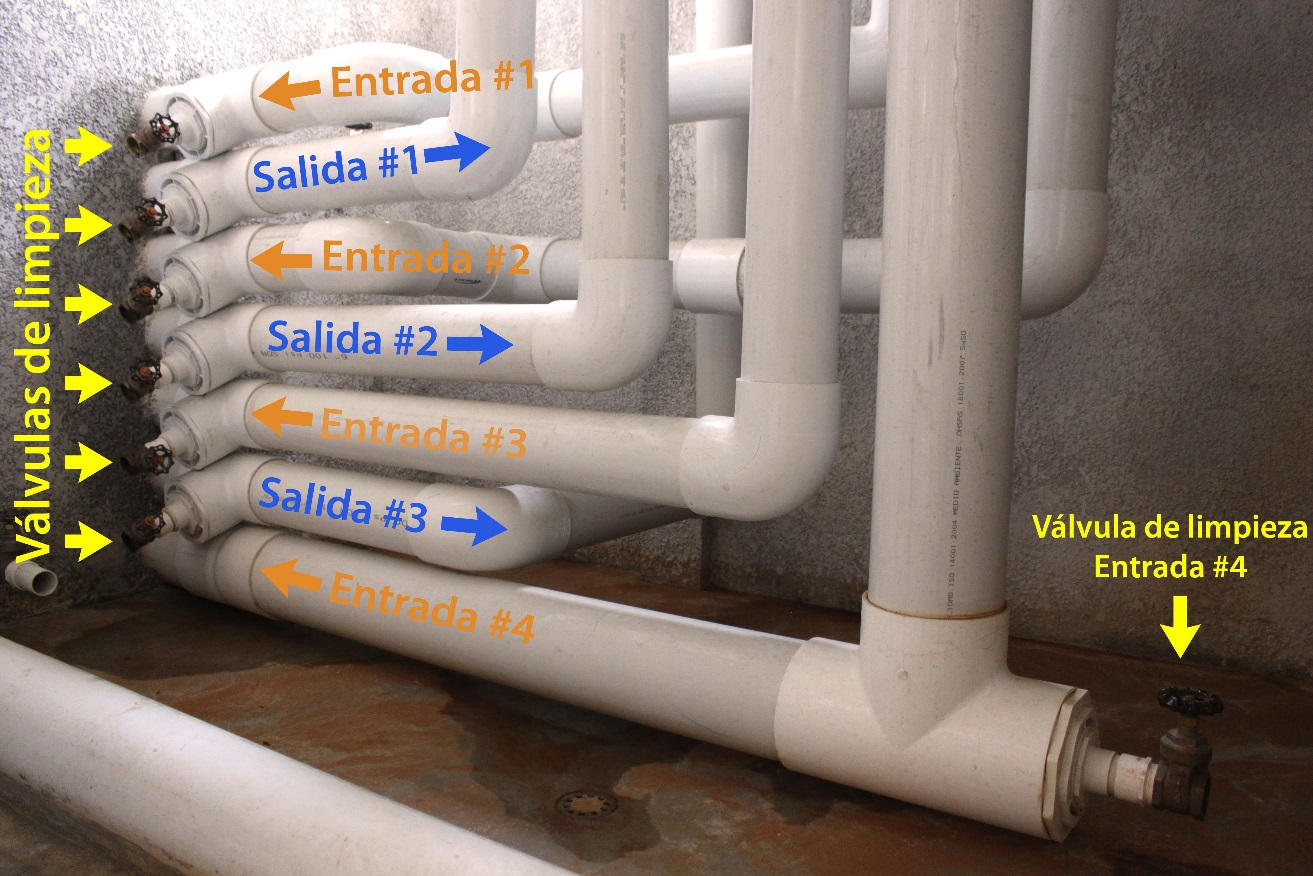 Entrada #1
Salida #1
Entrada #2
Salida #2
Entrada #3
Salida #3
Entrada #4
Válvulas de limpieza
Válvula de limpieza
Entrada #4